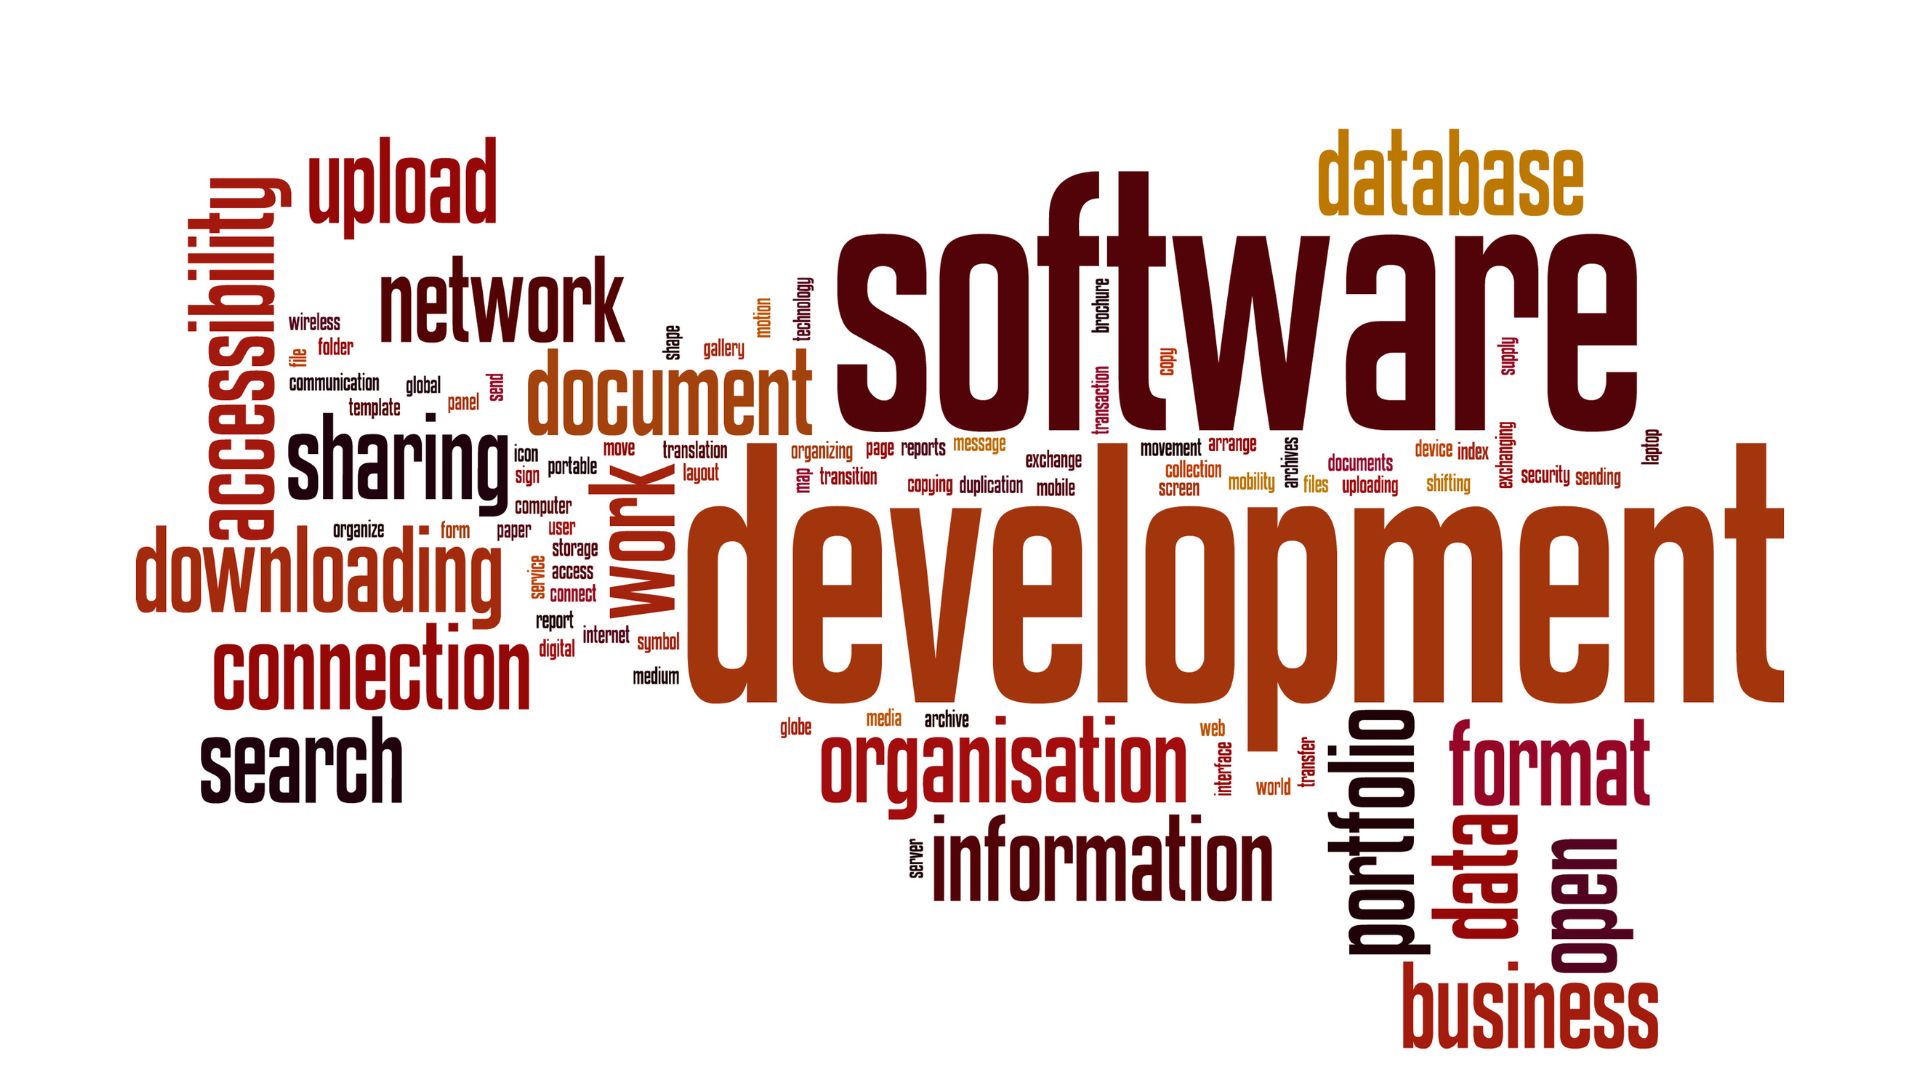 database
upload
software
accessibility
network
technology
brochure
motion
wireless
shape
gallery
folder
file
copy
supply
document
communication
global
send
template
panel
transaction
sharing
icon
move
translation
organizing
page
reports
message
movement
arrange
archives
device
index
exchanging
laptop
sign
portable
layout
map
transition
exchange
collection
documents
copying
duplication
mobile
screen
mobility
files
uploading
shifting
security
sending
computer
work
development
organize
form
paper
user
downloading
storage
service
access
connect
report
internet
symbol
digital
connection
medium
search
globe
media
archive
web
organisation
interface
world
transfer
portfolio
format
server
information
data
open
business